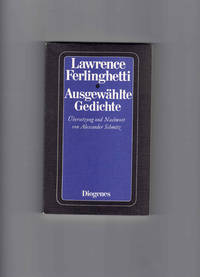 Lawrence
Ferlinghetti
Ausgewählte
Gedichte
Übersetzung und Nachwort
von Alexander Schmitz
Diogenes